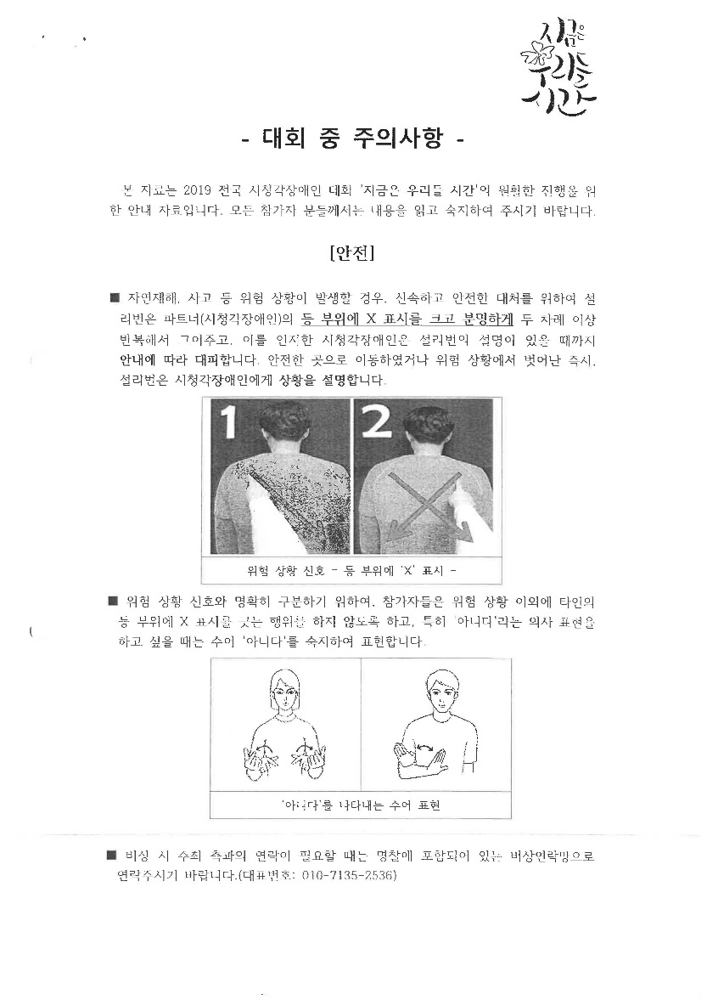 지금은
우리들
시간
- 대회 중 주의사항 -
본 자료는 2019 전국 시청각장애인 대회 '지금은 우리들 시간'의 원활한 진행을 위
한 안내 자료입니다. 모든 참가자 분들께서는 내용을 읽고 숙지하여 주시기 바랍니다.
[안전]
■ 자연재해, 사고 등 위험 상황이 발생할 경우, 신속하고 안전한 대처를 위하여 설
리번은 파트너(시청각장애인)의 등 부위에 X 표시를 크고 분명하게 두 차례 이상
반복해서 그어주고, 이를 인지한 시청각장애인은 설리번의 설명이 있을 때까지
안내에 따라 대피합니다. 안전한 곳으로 이동하였거나 위험 상황에서 벗어난 즉시,
설리번은 시청각장애인에게 상황을 설명합니다.
1 2
위험 상황 신호 - 등 부위에 'X' 표시 -
■ 위험 상황 신호와 명확히 구분하기 위하여, 참가자들은 위험 상황 이외에 타인의
등 부위에 X 표시를 긋는 행위를 하지 않도록 하고, 특히 '아니다'라는 의사 표현을
하고 싶을 때는 수어 '아니다'를 숙지하여 표현합니다.
'아니다'를 나타내는 수어 표현
■ 비상 시 주최 측과의 연락이 필요할 때는 명찰에 포함되어 있는 비상연락망으로
연락주시기 바랍니다.(대표번호: 010-7135-2536)